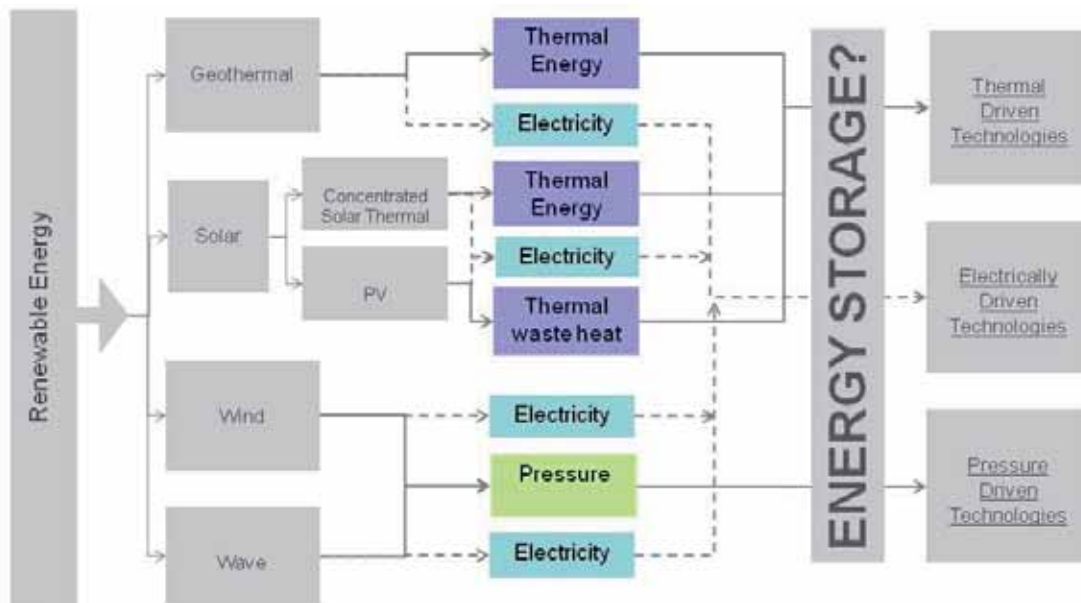 Renewable Energy
Geothermal
Solar
Concentrated
Solar Thermal
PV
Wind
Wave
Thermal
Energy
Electricity
Thermal
Energy
Electricity
Thermal
waste heat
Electricity
Pressure
Electricity
ENERGY STORAGE?
Thermal
Driven
Technologies
Electrically
Driven
Technologies
Pressure
Driven
Technologies